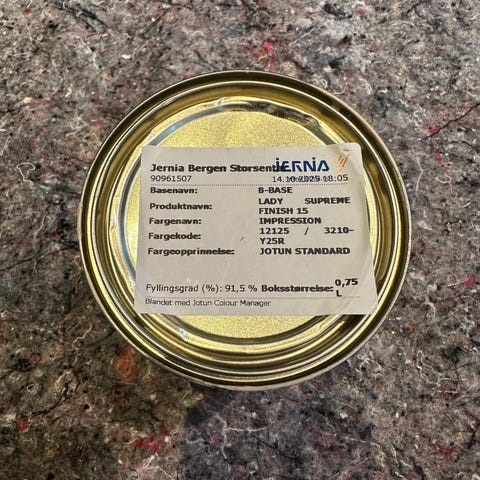 Jernia Bergen Storsenter JERNIA
90961507 14.10.2025 18:05
Basenavn: B-BASE
Produktnavn: LADY SUPREME
FINISH 15
Fargenavn: IMPRESSION
Fargekode: 12125 / 3210-
Y25R
Fargeopprinnelse: JOTUN STANDARD
Fyllingsgrad (%): 91,5 % Boksstørrelse: 0,75
L
Blandet med Jotun Colour Manager